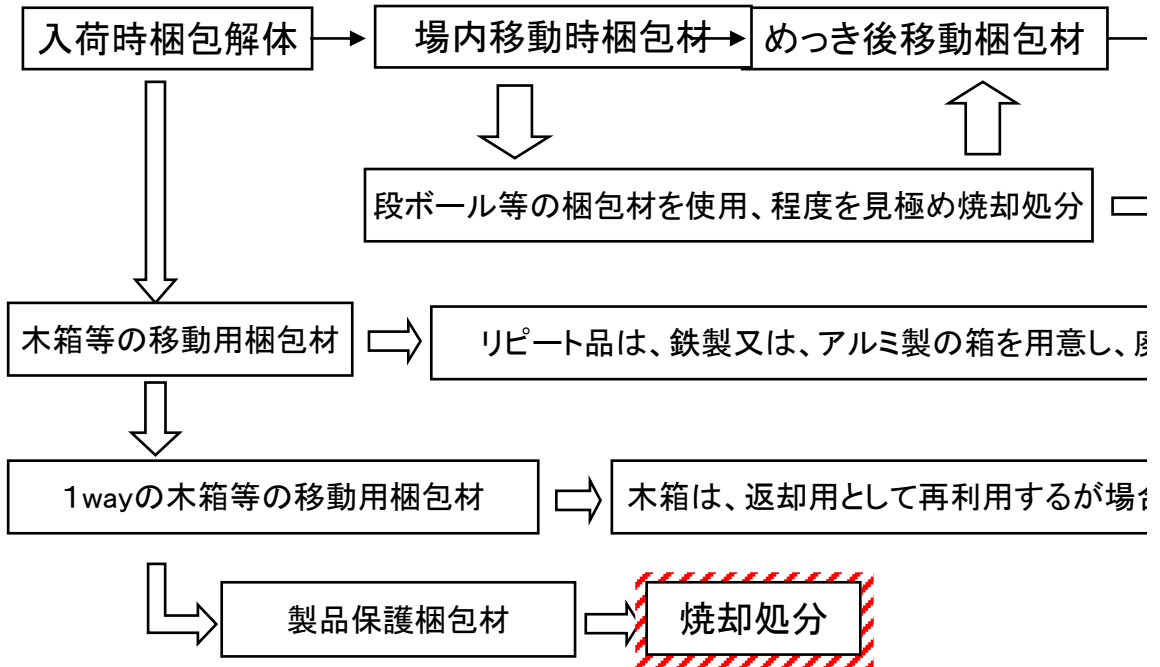 入荷時梱包解体
場内移動時梱包材
めっき後移動梱包材
段ボール等の梱包材を使用、程度を見極め焼却処分
木箱等の移動用梱包材
リピート品は、鉄製又は、アルミ製の箱を用意し、
1wayの木箱等の移動用梱包材
木箱は、返却用として再利用するが場合
製品保護梱包材
焼却処分